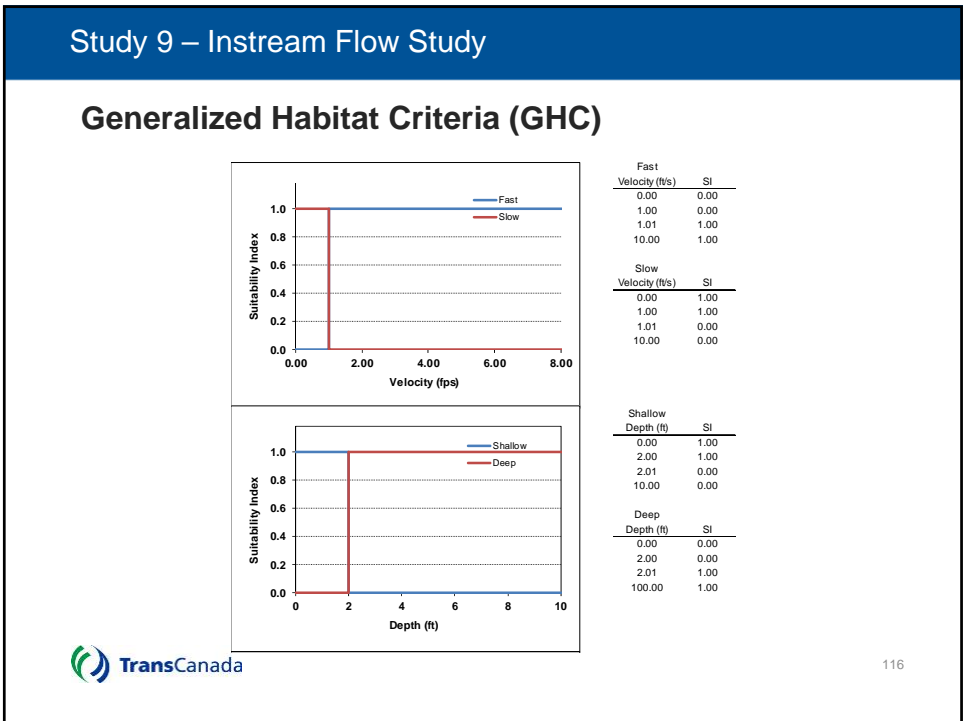 Study 9 – Instream Flow Study
Generalized Habitat Criteria (GHC)
Fast
Slow
1.0
0.8
0.6
0.4
0.2
0.0
Suitability Index
0.00 2.00 4.00 6.00 8.00
Velocity (fps)
Fast
Velocity (ft/s) SI
0.00 0.00
1.00 0.00
1.01 1.00
10.00 1.00
Slow
Velocity (ft/s) SI
0.00 1.00
1.00 1.00
1.01 0.00
10.00 0.00
Shallow
Deep
1.0
0.8
0.6
0.4
0.2
0.0
Suitability Index
0 2 4 6 8 10
Depth (ft)
Shallow
Depth (ft) SI
0.00 1.00
2.00 1.00
2.01 0.00
10.00 0.00
Deep
Depth (ft) SI
0.00 0.00
2.00 0.00
2.01 1.00
100.00 1.00
TransCanada
116